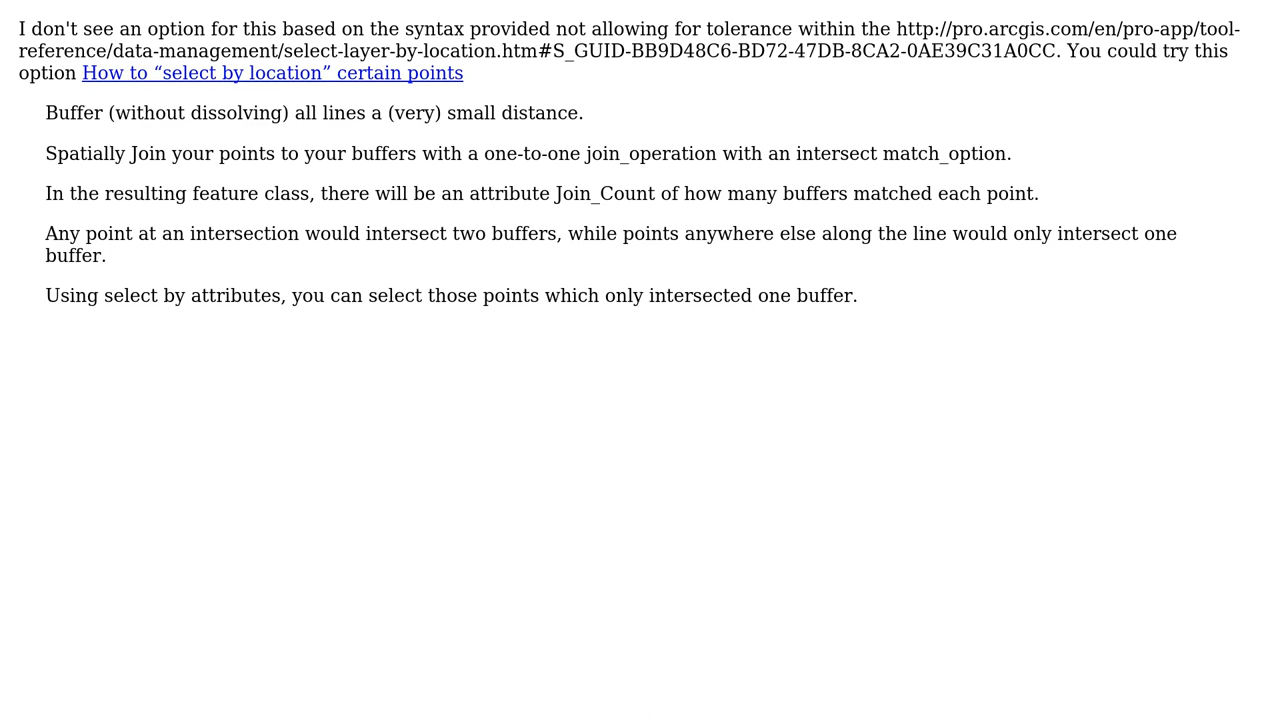 I don't see an option for this based on the syntax provided not allowing for tolerance within the http://pro.arcgis.com/en/pro-app/tool-
reference/data-management/select-layer-by-location.htm#S_GUID-BB9D48C6-BD72-47DB-8CA2-0AE39C31A0CC. You could try this
option How to “select by location” certain points
Buffer (without dissolving) all lines a (very) small distance.
Spatially Join your points to your buffers with a one-to-one join_operation with an intersect match_option.
In the resulting feature class, there will be an attribute Join_Count of how many buffers matched each point.
Any point at an intersection would intersect two buffers, while points anywhere else along the line would only intersect one
buffer.
Using select by attributes, you can select those points which only intersected one buffer.